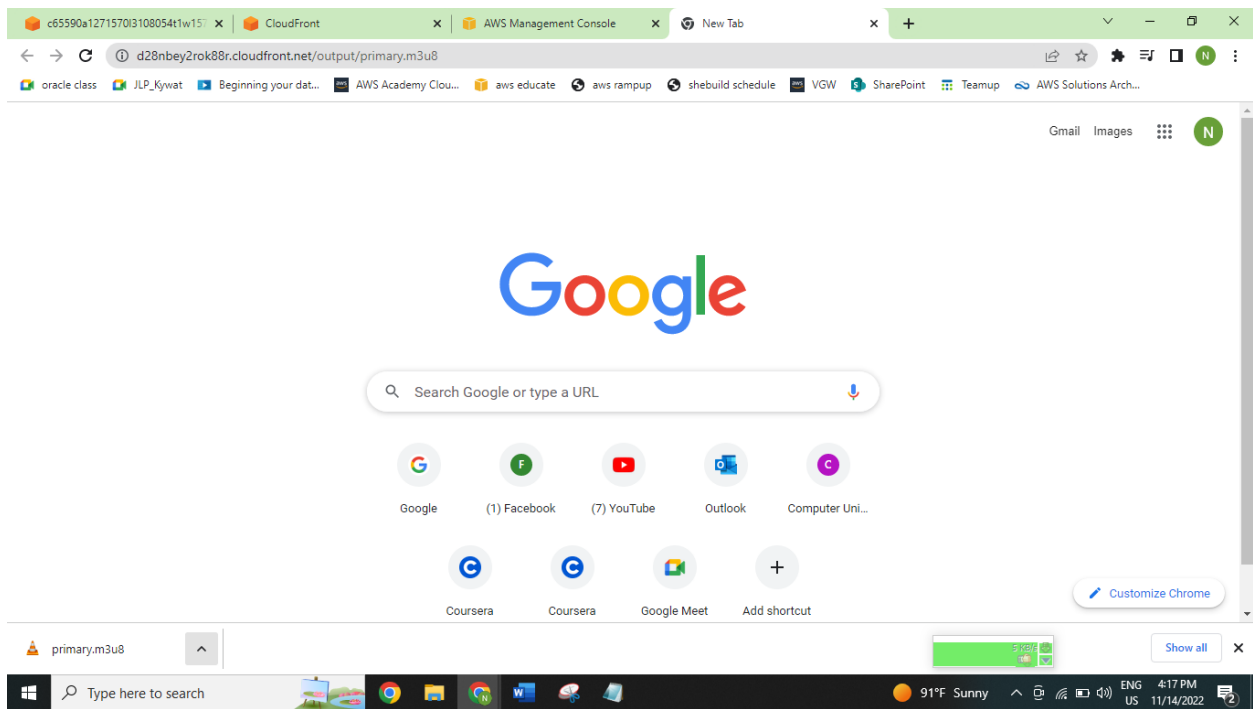 c65590a1271570l3108054t1w157
CloudFront
AWS Management Console
New Tab
d28nbey2rok88r.cloudfront.net/output/primary.m3u8
N
oracle class
JLP_Kywat
Beginning your dat...
AWS Academy Clou...
aws educate
aws rampup
shebuild schedule
VGW
SharePoint
Teamup
AWS Solutions Arch...
Gmail
Images
N
Google
Search Google or type a URL
Google
(1) Facebook
(7) YouTube
Outlook
Computer Uni...
Coursera
Coursera
Google Meet
Add shortcut
Customize Chrome
primary.m3u8
Show all
Type here to search
91°F Sunny
ENG
US
4:17 PM
11/14/2022
2